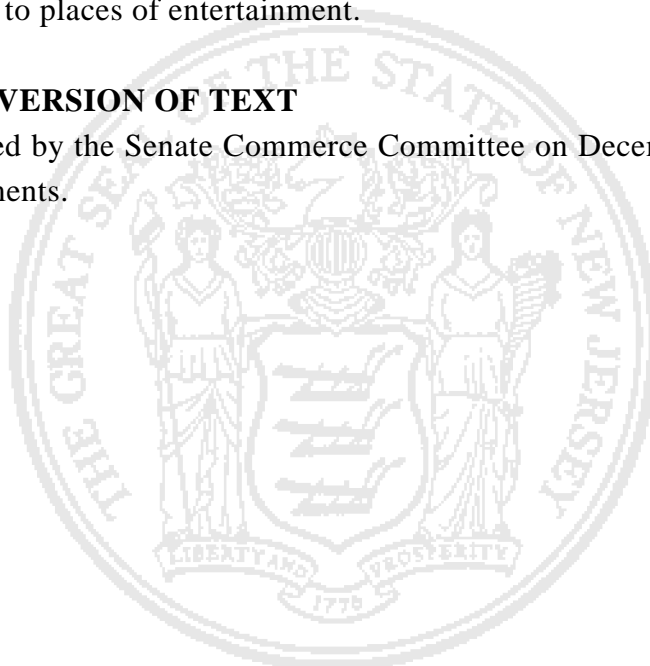 to places of entertainment.
VERSION OF TEXT
ed by the Senate Commerce Committee on Decem
nents.
THE GREAT SEAL OF THE STATE OF NEW JERSEY
LIBERTY AND PROSPERITY
1776